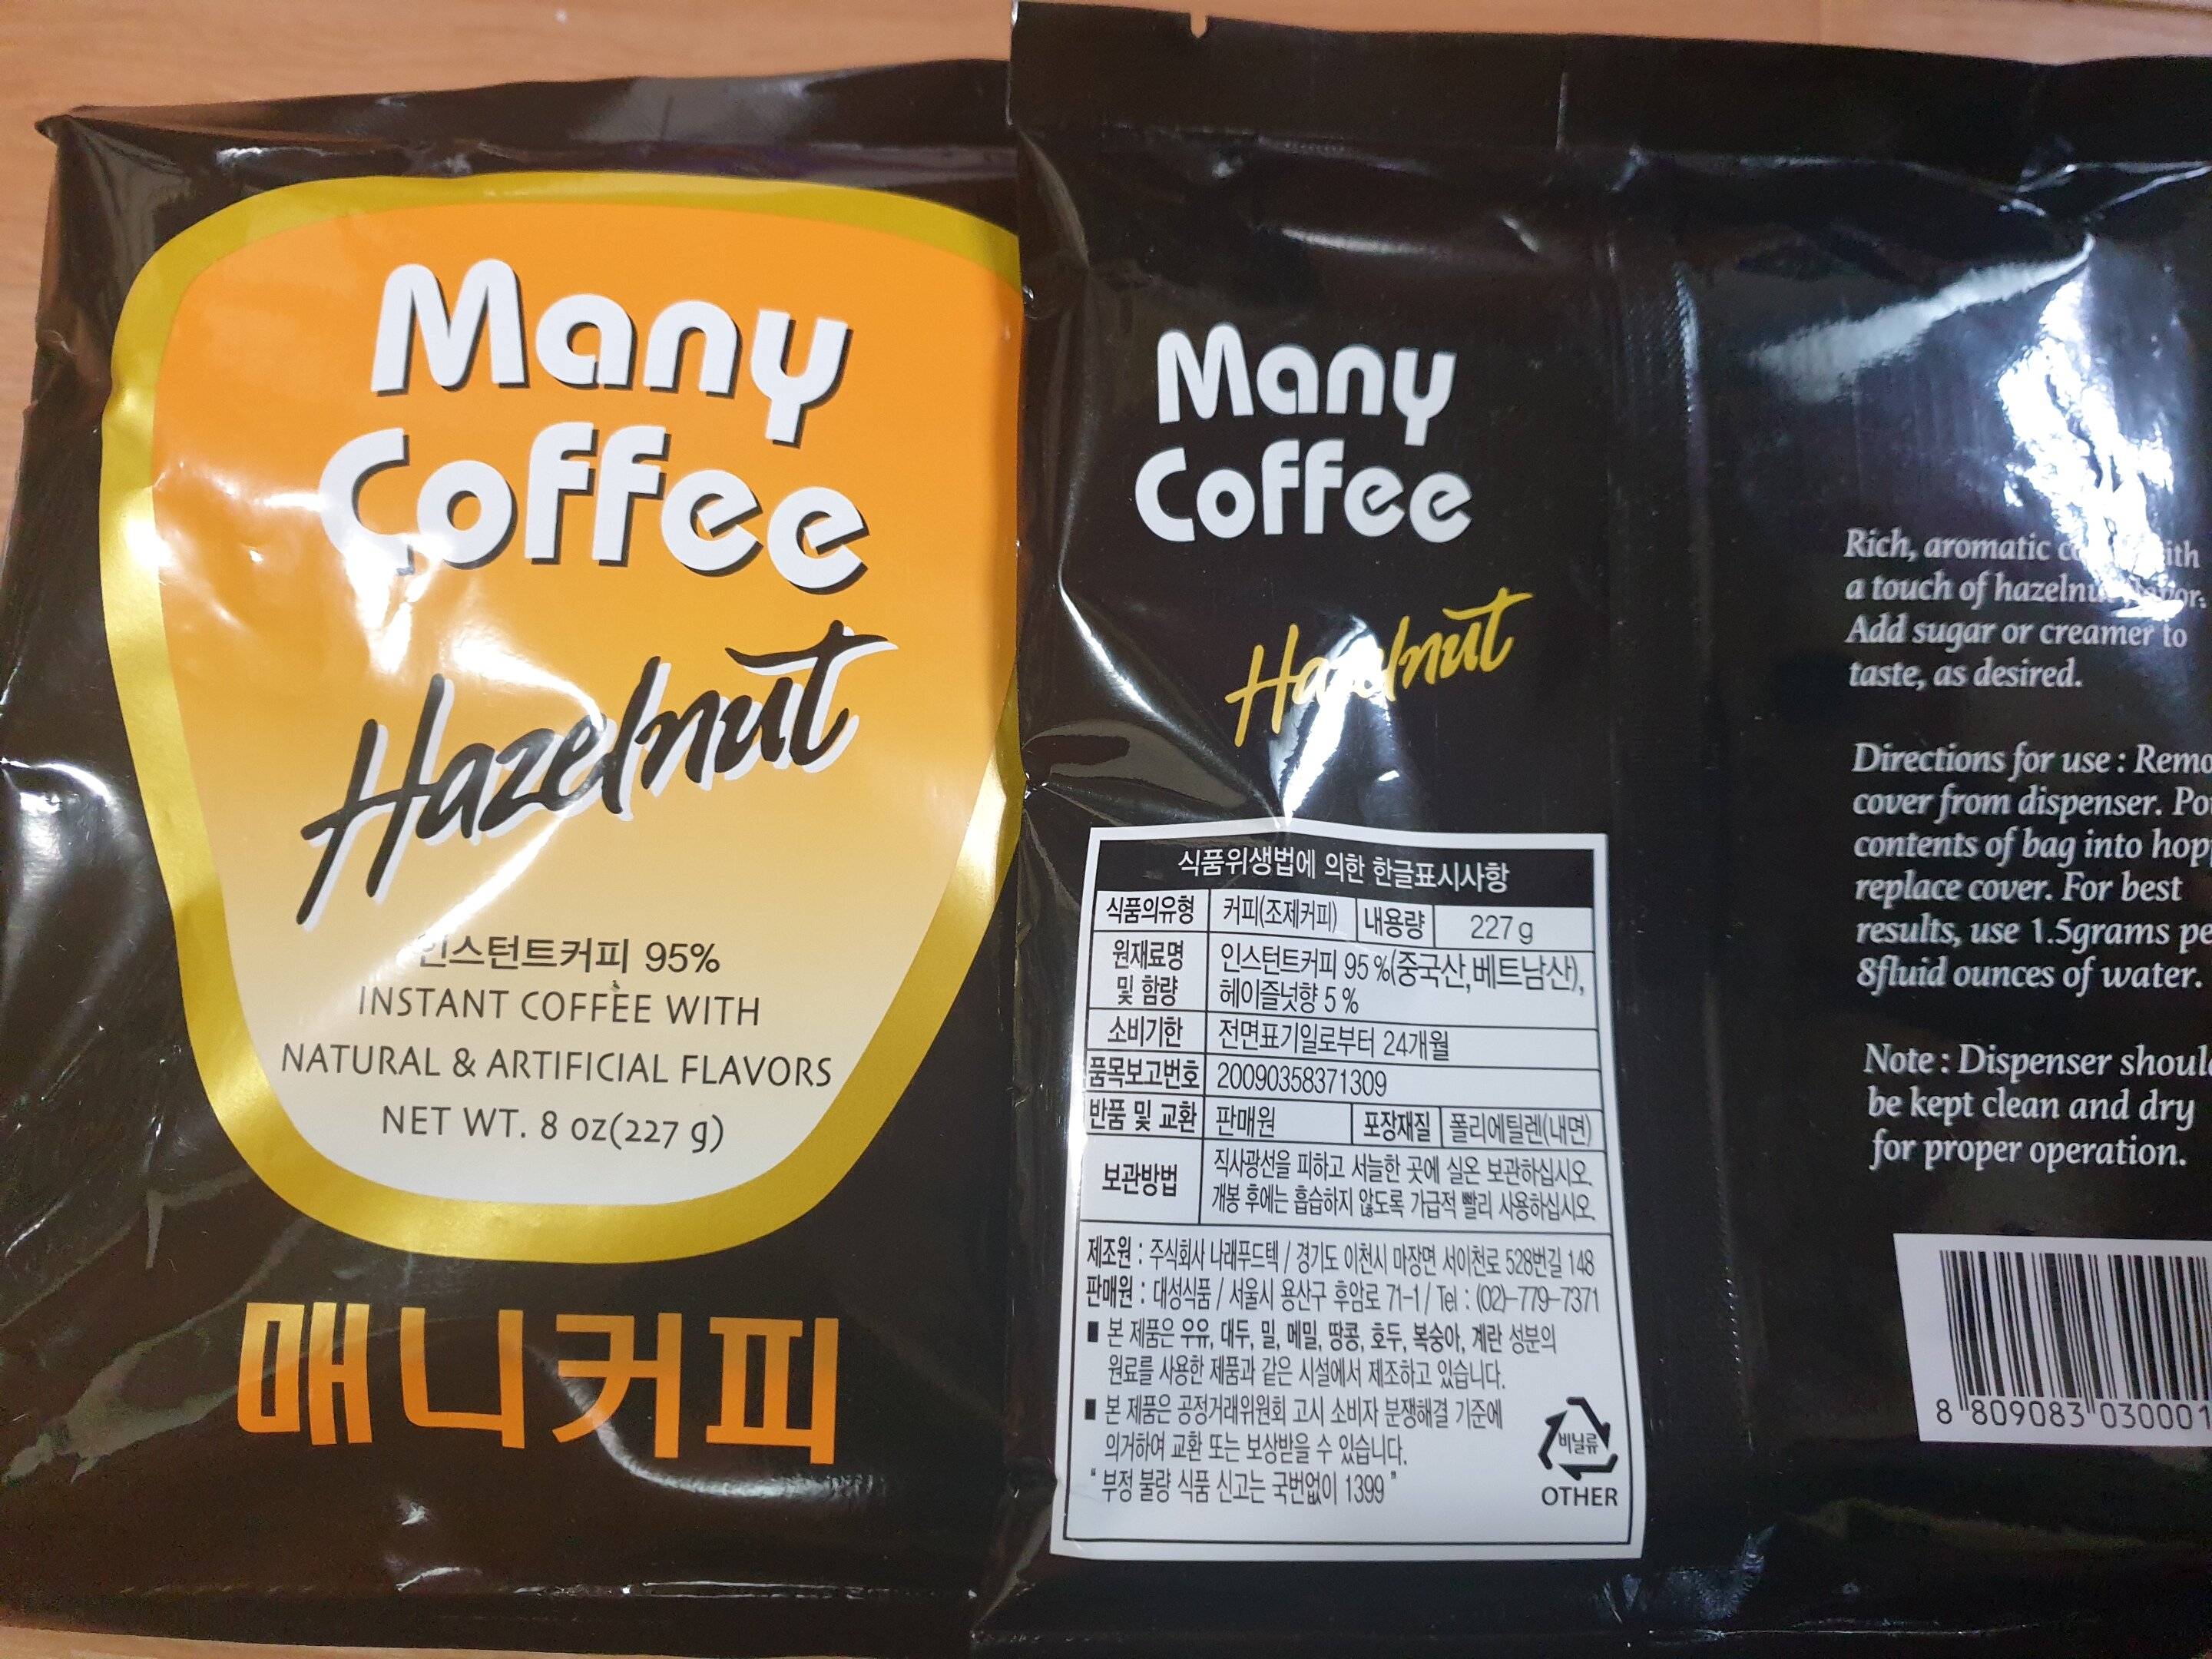 Many
Coffee
Hazelnut
인스턴트커피 95%
INSTANT COFFEE WITH
NATURAL & ARTIFICIAL FLAVORS
NET WT. 8 oz(227 g)
매니커피
Many
Coffee
Hazelnut
식품위생법에 의한 한글표시사항
식품의유형 커피(조제커피) 내용량 227 g
원재료명 및 함량 인스턴트커피 95 %(중국산,베트남산),
헤이즐넛향 5 %
소비기한 전면표기일로부터 24개월
품목보고번호 20090358371309
반품 및 교환 판매원 포장재질 폴리에틸렌(내면)
보관방법 직사광선을 피하고 서늘한 곳에 실온 보관하십시오.
개봉 후에는 흡습하지 않도록 가급적 빨리 사용하십시오.
제조원 : 주식회사 나래푸드텍 / 경기도 이천시 마장면 서이천로 528번길 148
판매원 : 대성식품 / 서울시 용산구 후암로 71-1 / Tel : (02)-779-7371
■ 본 제품은 우유, 대두, 밀, 메밀, 땅콩, 호두, 복숭아, 계란 성분의
원료를 사용한 제품과 같은 시설에서 제조하고 있습니다.
■ 본 제품은 공정거래위원회 고시 소비자 분쟁해결 기준에
의거하여 교환 또는 보상받을 수 있습니다.
"부정 불량 식품 신고는 국번없이 1399"
비닐류
OTHER
Rich, aromatic
a touch of
Add sugar or creamer to
taste, as desired.
Directions for use :
cover from dispenser.
contents of bag into
replace cover. For best
results, use 1.5grams
8fluid ounces of water.
Note : Dispenser
be kept clean and dry
for proper operation.
8 809083 030001